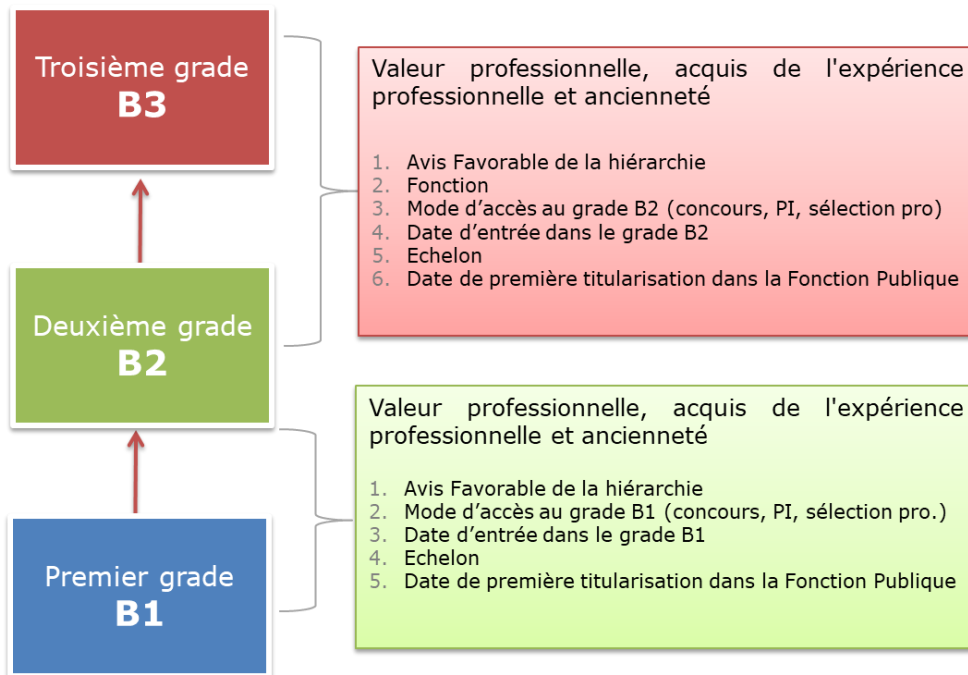 Troisième grade
B3
Valeur professionnelle, acquis de l'expérience
professionnelle et ancienneté
1. Avis Favorable de la hiérarchie
2. Fonction
3. Mode d'accès au grade B2 (concours, PI, sélection pro)
4. Date d'entrée dans le grade B2
5. Echelon
6. Date de première titularisation dans la Fonction Publique
Deuxième grade
B2
Valeur professionnelle, acquis de l'expérience
professionnelle et ancienneté
1. Avis Favorable de la hiérarchie
2. Mode d'accès au grade B1 (concours, PI, sélection pro.)
3. Date d'entrée dans le grade B1
4. Echelon
5. Date de première titularisation dans la Fonction Publique
Premier grade
B1